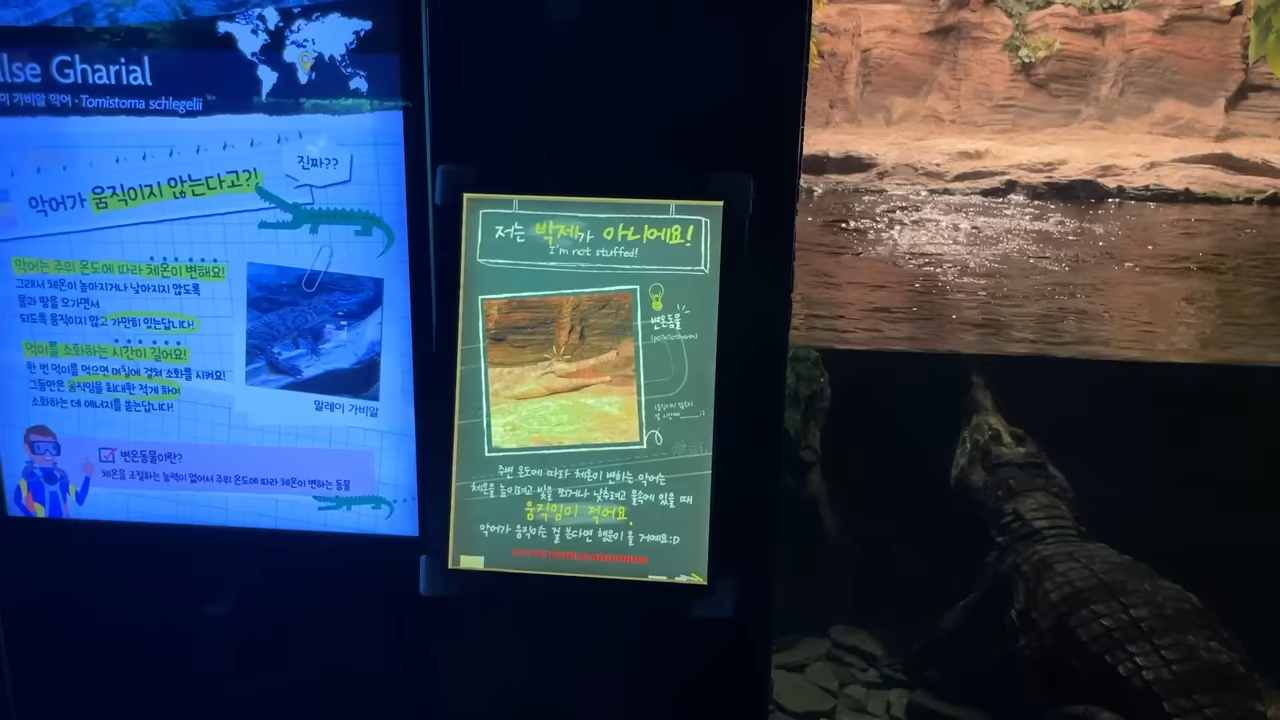 lse Gharial
이 가비알 악어 · Tomistoma schlegelii
진짜??
악어가 움직이지 않는다고?!
악어는 주위 온도에 따라 체온이 변해요!
그래서 체온이 높아지거나 낮아지지 않도록
물과 땅을 오가면서
되도록 움직이지 않고 가만히 있는답니다!
먹이를 소화하는 시간이 길어요!
한 번 먹이를 먹으면 며칠에 걸쳐 소화를 시켜요!
그동안은 움직임을 최대한 적게 하여
소화하는 데 에너지를 쏟는답니다!
말레이 가비알
변온동물이란?
체온을 조절하는 능력이 없어서 주위 온도에 따라 체온이 변하는 동물
저는 박제가 아니에요!
I'm not stuffed!
변온동물
(poikilotherm)
주변 온도에 따라 체온이 변하는 악어는
체온을 높이려고 빛을 쬐거나 낮추려고 물속에 있을 때
움직임이 적어요.
악어가 움직이는 걸 본다면 행운이 올 거예요:D